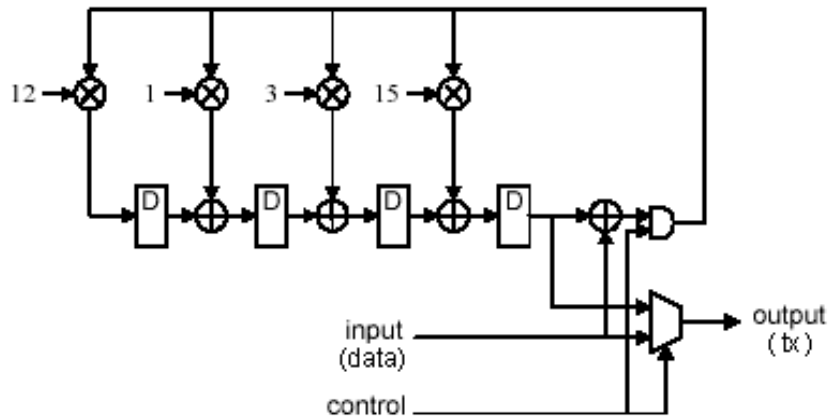 12 1 3 15
D D D D
input
(data)
output
( tx )
control